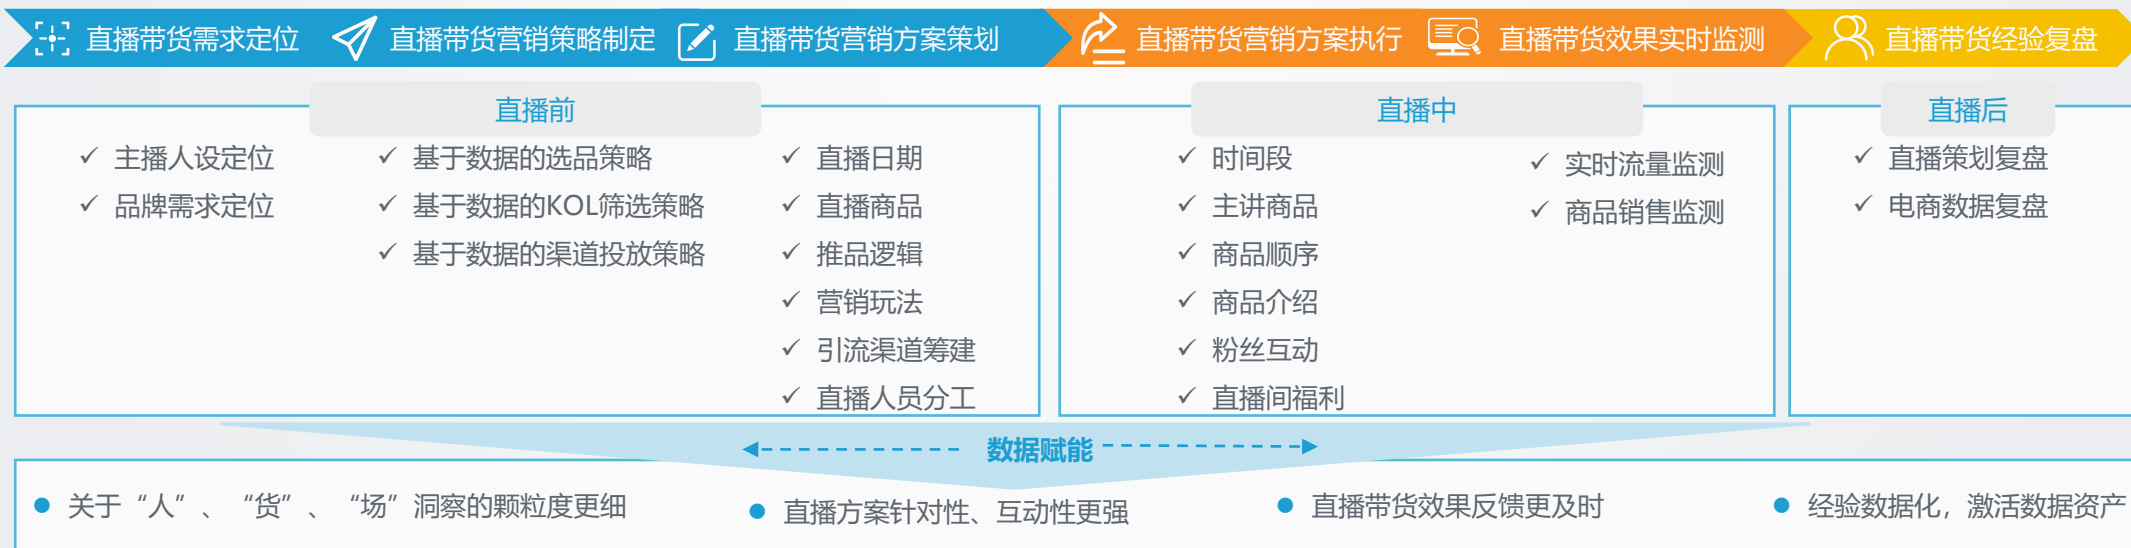 直播带货需求定位
直播带货营销策略制定
直播带货营销方案策划
直播带货营销方案执行
直播带货效果实时监测
直播带货经验复盘
直播前
主播人设定位
品牌需求定位
基于数据的选品策略
基于数据的KOL筛选策略
基于数据的渠道投放策略
直播日期
直播商品
推品逻辑
营销玩法
引流渠道筹建
直播人员分工
直播中
时间段
主讲商品
商品顺序
商品介绍
粉丝互动
直播间福利
实时流量监测
商品销售监测
直播后
直播策划复盘
电商数据复盘
数据赋能
关于“人”、“货”、“场”洞察的颗粒度更细
直播方案针对性、互动性更强
直播带货效果反馈更及时
经验数据化，激活数据资产